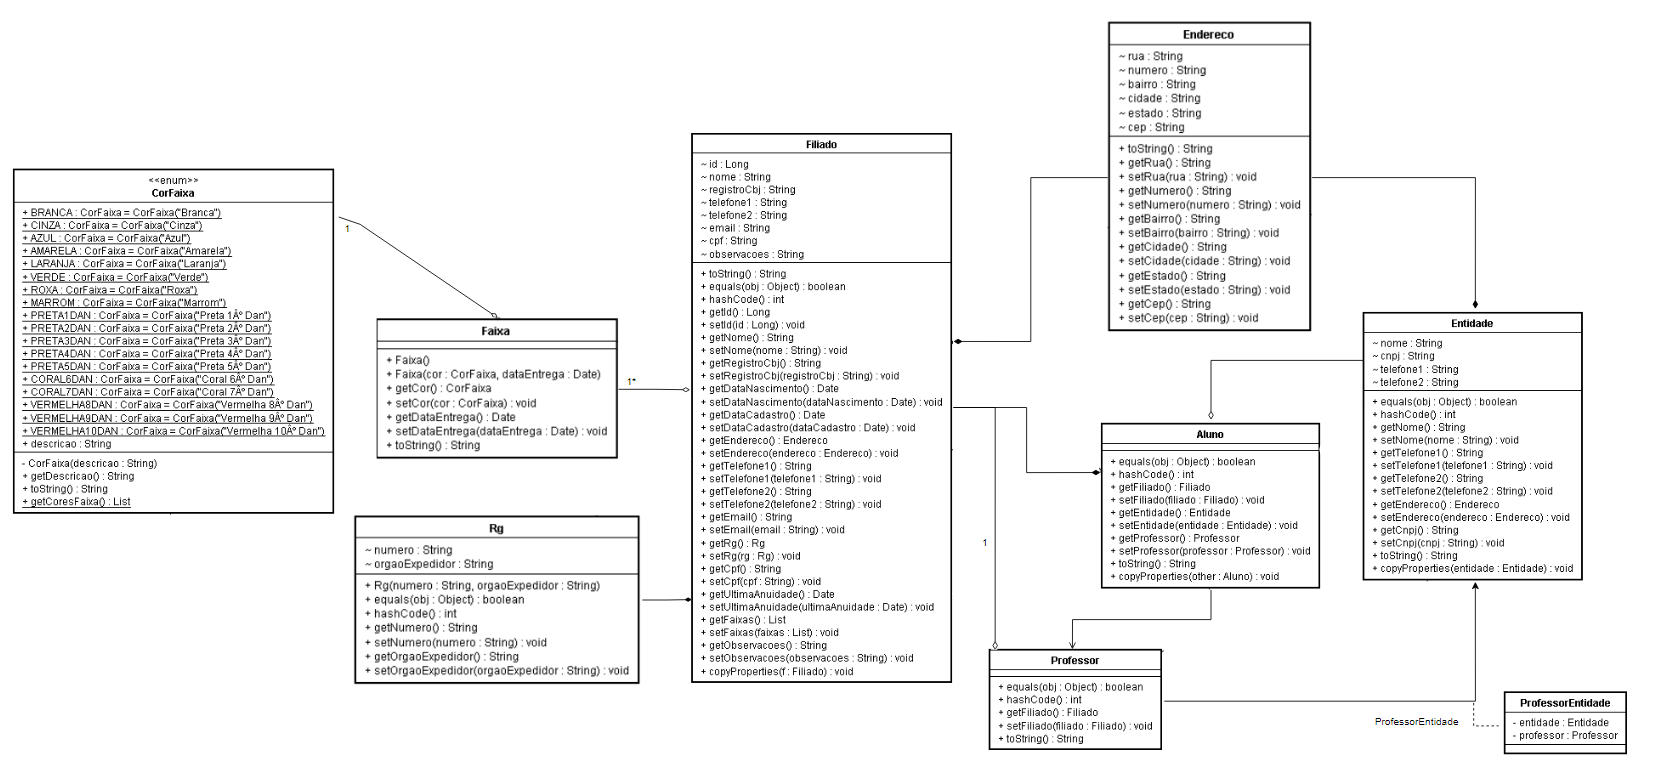 <<enum>>
CorFaixa
+ BRANCA : CorFaixa = CorFaixa("Branca")
+ CINZA : CorFaixa = CorFaixa("Cinza")
+ AZUL : CorFaixa = CorFaixa("Azul")
+ AMARELA : CorFaixa = CorFaixa("Amarela")
+ LARANJA : CorFaixa = CorFaixa("Laranja")
+ VERDE : CorFaixa = CorFaixa("Verde")
+ ROXA : CorFaixa = CorFaixa("Roxa")
+ MARROM : CorFaixa = CorFaixa("Marrom")
+ PRETA1DAN : CorFaixa = CorFaixa("Preta 1Âº Dan")
+ PRETA2DAN : CorFaixa = CorFaixa("Preta 2Âº Dan")
+ PRETA3DAN : CorFaixa = CorFaixa("Preta 3Âº Dan")
+ PRETA4DAN : CorFaixa = CorFaixa("Preta 4Âº Dan")
+ PRETA5DAN : CorFaixa = CorFaixa("Preta 5Âº Dan")
+ CORAL6DAN : CorFaixa = CorFaixa("Coral 6Âº Dan")
+ CORAL7DAN : CorFaixa = CorFaixa("Coral 7Âº Dan")
+ VERMELHA8DAN : CorFaixa = CorFaixa("Vermelha 8Âº Dan")
+ VERMELHA9DAN : CorFaixa = CorFaixa("Vermelha 9Âº Dan")
+ VERMELHA10DAN : CorFaixa = CorFaixa("Vermelha 10Âº Dan")
+ descricao : String
- CorFaixa(descricao : String)
+ getDescricao() : String
+ toString() : String
+ getCoresFaixa() : List
1
Faixa
+ Faixa()
+ Faixa(cor : CorFaixa, dataEntrega : Date)
+ getCor() : CorFaixa
+ setCor(cor : CorFaixa) : void
+ getDataEntrega() : Date
+ setDataEntrega(dataEntrega : Date) : void
+ toString() : String
1*
Rg
~ numero : String
~ orgaoExpedidor : String
+ Rg(numero : String, orgaoExpedidor : String)
+ equals(obj : Object) : boolean
+ hashCode() : int
+ getNumero() : String
+ setNumero(numero : String) : void
+ getOrgaoExpedidor() : String
+ setOrgaoExpedidor(orgaoExpedidor : String) : void
Filiado
~ id : Long
~ nome : String
~ registroCbj : String
~ telefone1 : String
~ telefone2 : String
~ email : String
~ cpf : String
~ observacoes : String
+ toString() : String
+ equals(obj : Object) : boolean
+ hashCode() : int
+ getId() : Long
+ setId(id : Long) : void
+ getNome() : String
+ setNome(nome : String) : void
+ getRegistroCbj() : String
+ setRegistroCbj(registroCbj : String) : void
+ getDataNascimento() : Date
+ setDataNascimento(dataNascimento : Date) : void
+ getDataCadastro() : Date
+ setDataCadastro(dataCadastro : Date) : void
+ getEndereco() : Endereco
+ setEndereco(endereco : Endereco) : void
+ getTelefone1() : String
+ setTelefone1(telefone1 : String) : void
+ getTelefone2() : String
+ setTelefone2(telefone2 : String) : void
+ getEmail() : String
+ setEmail(email : String) : void
+ getRg() : Rg
+ setRg(rg : Rg) : void
+ getCpf() : String
+ setCpf(cpf : String) : void
+ getUltimaAnuidade() : Date
+ setUltimaAnuidade(ultimaAnuidade : Date) : void
+ getFaixas() : List
+ setFaixas(faixas : List) : void
+ getObservacoes() : String
+ setObservacoes(observacoes : String) : void
+ copyProperties(f : Filiado) : void
Endereco
~ rua : String
~ numero : String
~ bairro : String
~ cidade : String
~ estado : String
~ cep : String
+ toString() : String
+ getRua() : String
+ setRua(rua : String) : void
+ getNumero() : String
+ setNumero(numero : String) : void
+ getBairro() : String
+ setBairro(bairro : String) : void
+ getCidade() : String
+ setCidade(cidade : String) : void
+ getEstado() : String
+ setEstado(estado : String) : void
+ getCep() : String
+ setCep(cep : String) : void
Entidade
~ nome : String
~ cnpj : String
~ telefone1 : String
~ telefone2 : String
+ equals(obj : Object) : boolean
+ hashCode() : int
+ getNome() : String
+ setNome(nome : String) : void
+ getTelefone1() : String
+ setTelefone1(telefone1 : String) : void
+ getTelefone2() : String
+ setTelefone2(telefone2 : String) : void
+ getEndereco() : Endereco
+ setEndereco(endereco : Endereco) : void
+ getCnpj() : String
+ setCnpj(cnpj : String) : void
+ toString() : String
+ copyProperties(entidade : Entidade) : void
Aluno
+ equals(obj : Object) : boolean
+ hashCode() : int
+ getFiliado() : Filiado
+ setFiliado(filiado : Filiado) : void
+ getEntidade() : Entidade
+ setEntidade(entidade : Entidade) : void
+ getProfessor() : Professor
+ setProfessor(professor : Professor) : void
+ toString() : String
+ copyProperties(other : Aluno) : void
1
Professor
+ equals(obj : Object) : boolean
+ hashCode() : int
+ getFiliado() : Filiado
+ setFiliado(filiado : Filiado) : void
+ toString() : String
ProfessorEntidade
ProfessorEntidade
- entidade : Entidade
- professor : Professor